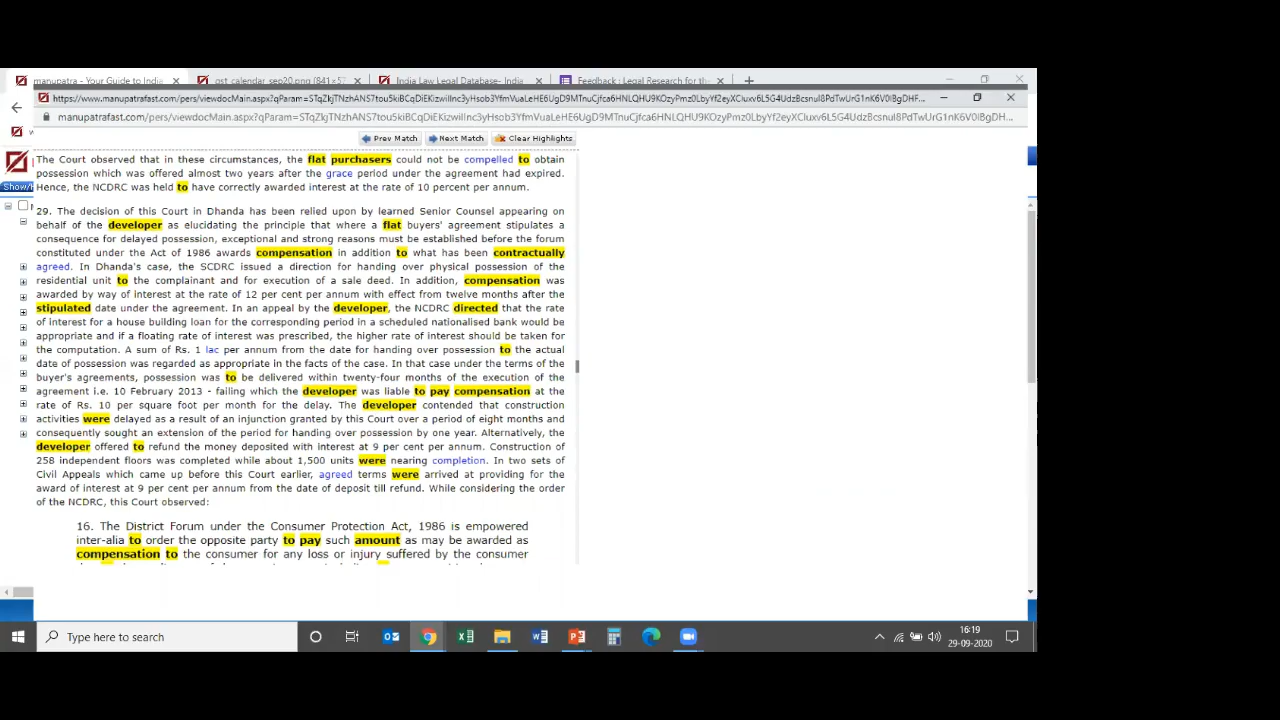 manupatra - Your Guide to India
gst_calendar_sep20.png (841×57
India Law Legal Database- India
Feedback : Legal Research for the
Prev Match
Next Match
Clear Highlights
Show/H
The Court observed that in these circumstances, the flat purchasers could not be compelled to obtain
possession which was offered almost two years after the grace period under the agreement had expired.
Hence, the NCDRC was held to have correctly awarded interest at the rate of 10 percent per annum.
29. The decision of this Court in Dhanda has been relied upon by learned Senior Counsel appearing on
behalf of the developer as elucidating the principle that where a flat buyers' agreement stipulates a
consequence for delayed possession, exceptional and strong reasons must be established before the forum
constituted under the Act of 1986 awards compensation in addition to what has been contractually
agreed. In Dhanda's case, the SCDRC issued a direction for handing over physical possession of the
residential unit to the complainant and for execution of a sale deed. In addition, compensation was
awarded by way of interest at the rate of 12 per cent per annum with effect from twelve months after the
stipulated date under the agreement. In an appeal by the developer, the NCDRC directed that the rate
of interest for a house building loan for the corresponding period in a scheduled nationalised bank would be
appropriate and if a floating rate of interest was prescribed, the higher rate of interest should be taken for
the computation. A sum of Rs. 1 lac per annum from the date for handing over possession to the actual
date of possession was regarded as appropriate in the facts of the case. In that case under the terms of the
buyer's agreements, possession was to be delivered within twenty-four months of the execution of the
agreement i.e. 10 February 2013 - failing which the developer was liable to pay compensation at the
rate of Rs. 10 per square foot per month for the delay. The developer contended that construction
activities were delayed as a result of an injunction granted by this Court over a period of eight months and
consequently sought an extension of the period for handing over possession by one year. Alternatively, the
developer offered to refund the money deposited with interest at 9 per cent per annum. Construction of
258 independent floors was completed while about 1,500 units were nearing completion. In two sets of
Civil Appeals which came up before this Court earlier, agreed terms were arrived at providing for the
award of interest at 9 per cent per annum from the date of deposit till refund. While considering the order
of the NCDRC, this Court observed:
16. The District Forum under the Consumer Protection Act, 1986 is empowered
inter-alia to order the opposite party to pay such amount as may be awarded as
compensation to the consumer for any loss or injury suffered by the consumer
Type here to search
16:19
29-09-2020